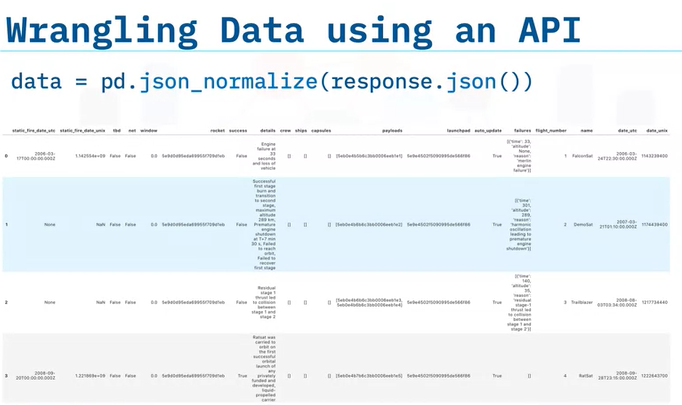 Wrangling Data using an API
data = pd.json_normalize(response.json())
static_fire_date_utc static_fire_date_unix tbd net window rocket success details crew ships capsules payloads launchpad auto_update failures flight_number name date_utc date_unix
0 2006-03-17T00:00:00.000Z 1.142554e+09 False False 0.0 5e9d0d95eda69955f709d1eb False Engine failure at 33 seconds and loss of vehicle [] [] [] [5eb0e4b5b6c3bb0006eeb1e1] 5e9e4502f5090995de566f86 True [{'time': 33, 'altitude': None, 'reason': 'merlin engine failure'}] 1 FalconSat 2006-03-24T22:30:00.000Z 1143239400
1 None NaN False False 0.0 5e9d0d95eda69955f709d1eb False Successful first stage burn and transition to second stage, maximum altitude 289 km, Premature engine shutdown at T+7 min 30 s, Failed to reach orbit, Failed to recover first stage [] [] [] [5eb0e4b6b6c3bb0006eeb1e2] 5e9e4502f5090995de566f86 True [{'time': 301, 'altitude': 289, 'reason': 'harmonic oscillation leading to premature engine shutdown'}] 2 DemoSat 2007-03-21T01:10:00.000Z 1174439400
2 None NaN False False 0.0 5e9d0d95eda69955f709d1eb False Residual stage 1 thrust led to collision between stage 1 and stage 2 [] [] [] [5eb0e4b6b6c3bb0006eeb1e3, 5eb0e4b6b6c3bb0006eeb1e4] 5e9e4502f5090995de566f86 True [{'time': 140, 'altitude': 35, 'reason': 'residual stage-1 thrust led to collision between stage 1 and stage 2'}] 3 Trailblazer 2008-08-03T03:34:00.000Z 1217734440
3 2008-09-20T00:00:00.000Z 1.221869e+09 False False 0.0 5e9d0d95eda69955f709d1eb True Ratsat was carried to orbit on the first successful orbital launch of any privately funded and developed, liquid-propelled carrier [] [] [] [5eb0e4b7b6c3bb0006eeb1e5] 5e9e4502f5090995de566f86 True [] 4 RatSat 2008-09-28T23:15:00.000Z 1222643700